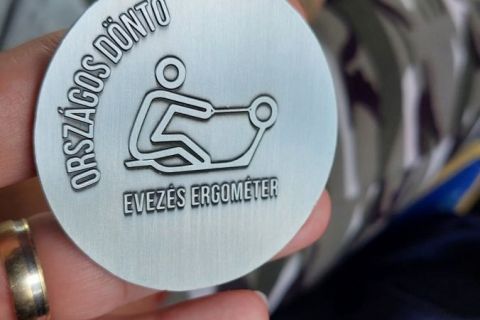 ORSZÁGOS DÖNTŐ
EVEZÉS ERGOMÉTER